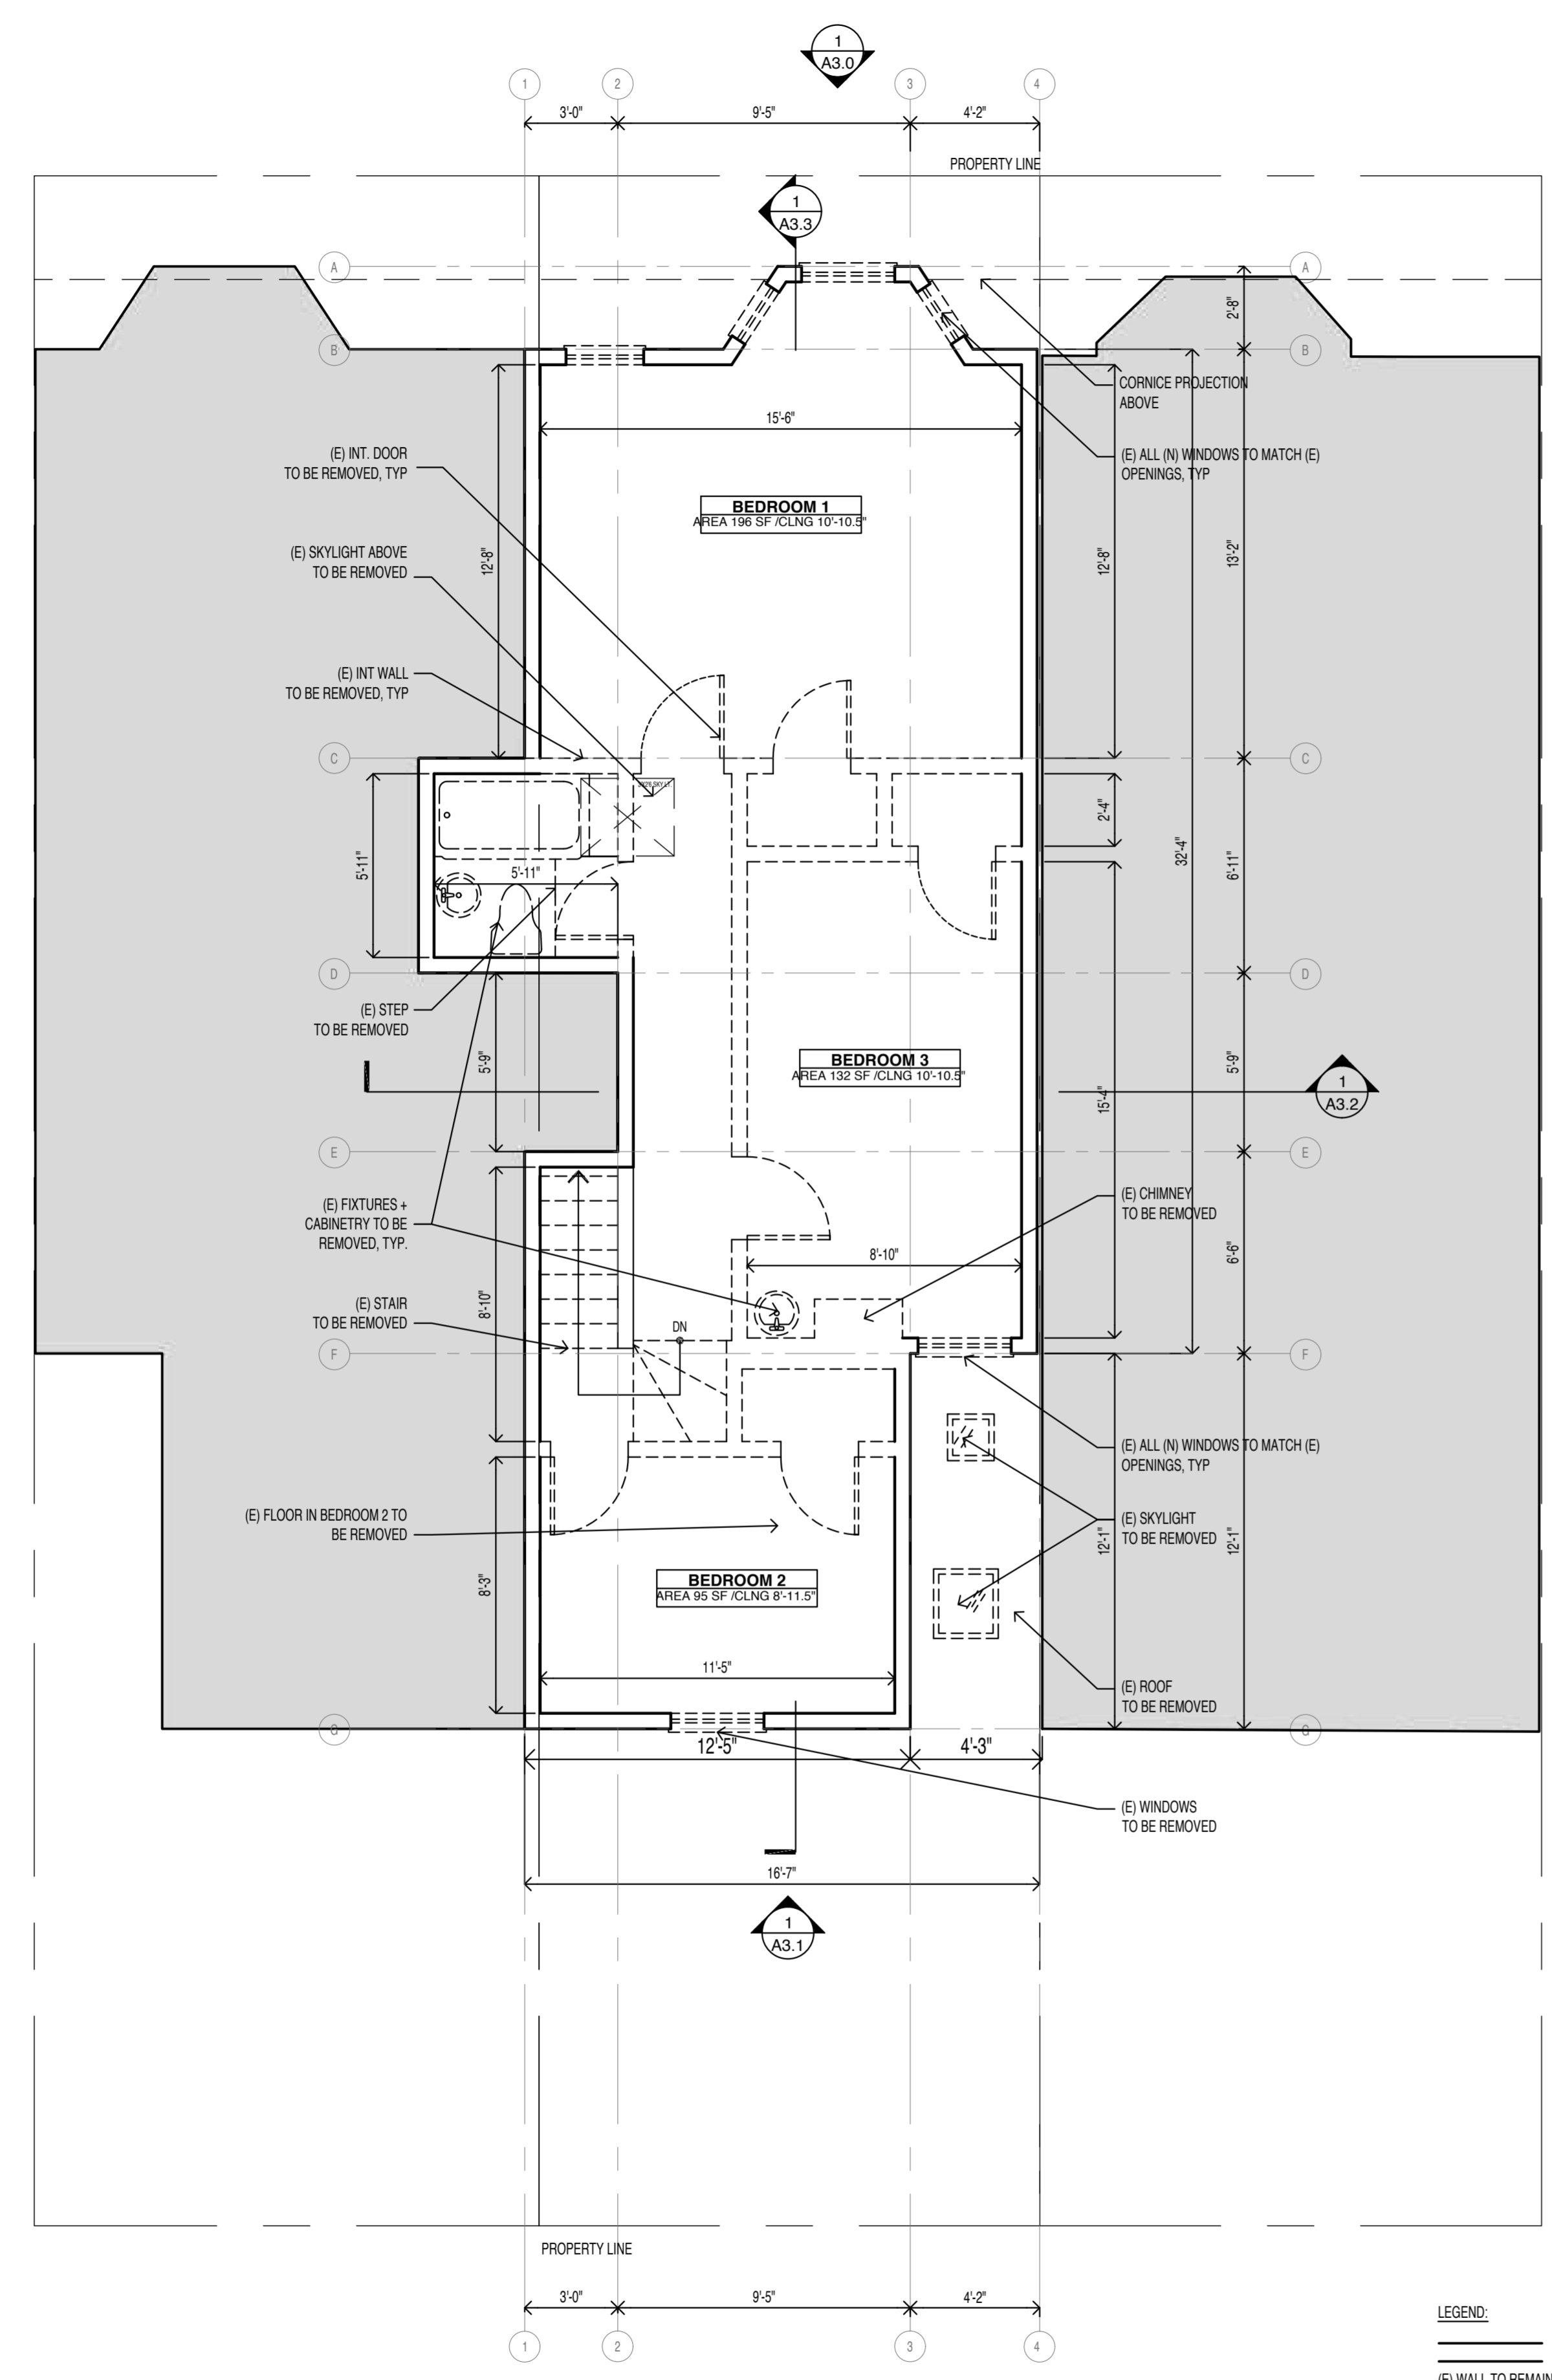 1
A3.0
1
2
3
4
3'-0"
9'-5"
4'-2"
PROPERTY LINE
1
A3.3
A
A
2'-8"
B
B
CORNICE PROJECTION
ABOVE
15'-6"
(E) INT. DOOR
TO BE REMOVED, TYP
(E) ALL (N) WINDOWS TO MATCH (E)
OPENINGS, TYP
BEDROOM 1
AREA 196 SF /CLNG 10'-10.5"
(E) SKYLIGHT ABOVE
TO BE REMOVED
12'-8"
12'-8"
13'-2"
(E) INT WALL
TO BE REMOVED, TYP
C
C
2'-4"
5'-11"
5'-11"
32'-4"
6'-11"
D
D
(E) STEP
TO BE REMOVED
5'-9"
BEDROOM 3
AREA 132 SF /CLNG 10'-10.5"
15'-4"
5'-9"
1
A3.2
E
E
(E) FIXTURES +
CABINETRY TO BE
REMOVED, TYP.
(E) CHIMNEY
TO BE REMOVED
8'-10"
6'-6"
(E) STAIR
TO BE REMOVED
8'-10"
DN
F
F
(E) ALL (N) WINDOWS TO MATCH (E)
OPENINGS, TYP
(E) FLOOR IN BEDROOM 2 TO
BE REMOVED
(E) SKYLIGHT
TO BE REMOVED
12'-1"
12'-1"
8'-3"
BEDROOM 2
AREA 95 SF /CLNG 8'-11.5"
11'-5"
(E) ROOF
TO BE REMOVED
G
G
12'-5"
4'-3"
(E) WINDOWS
TO BE REMOVED
16'-7"
1
A3.1
PROPERTY LINE
3'-0"
9'-5"
4'-2"
1
2
3
4
LEGEND:
(E) WALL TO REMAIN